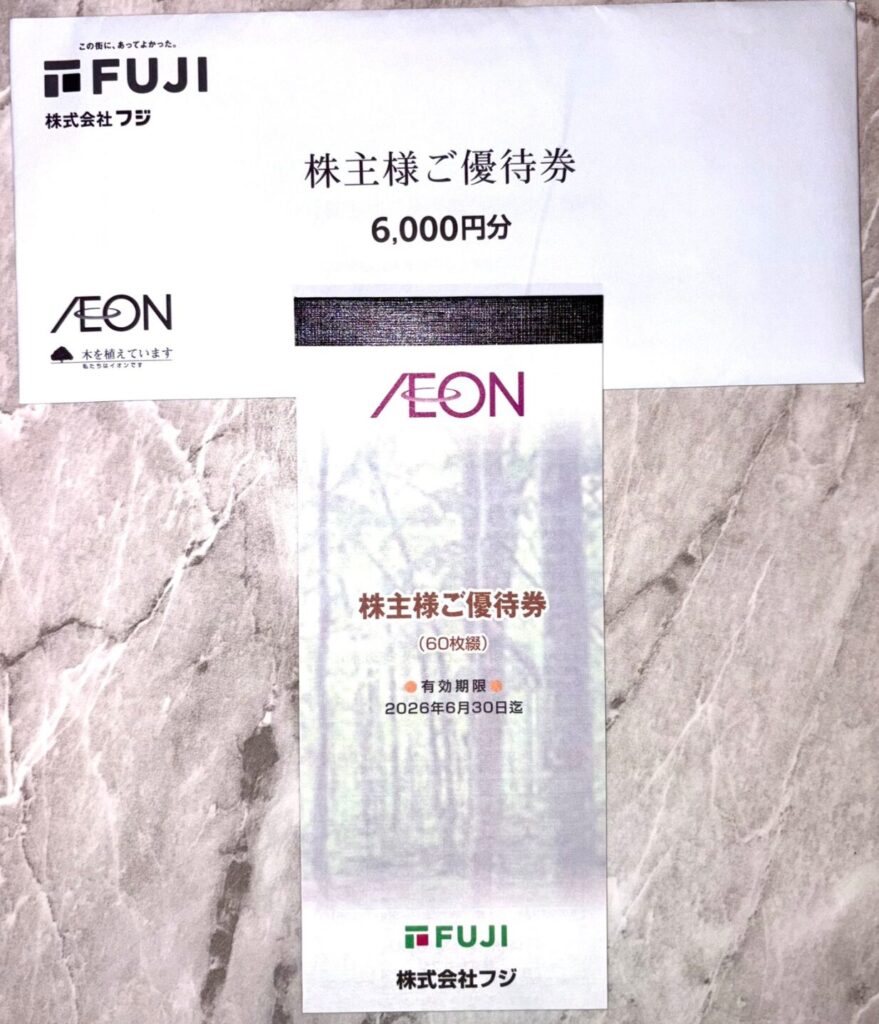 この街に、あってよかった。
FUJI
株式会社フジ
株主様ご優待券
6,000円分
ÆON
木を植えています
私たちはイオンです
ÆON
株主様ご優待券
(60枚綴)
●有効期限●
2026年6月30日迄
FUJI
株式会社フジ